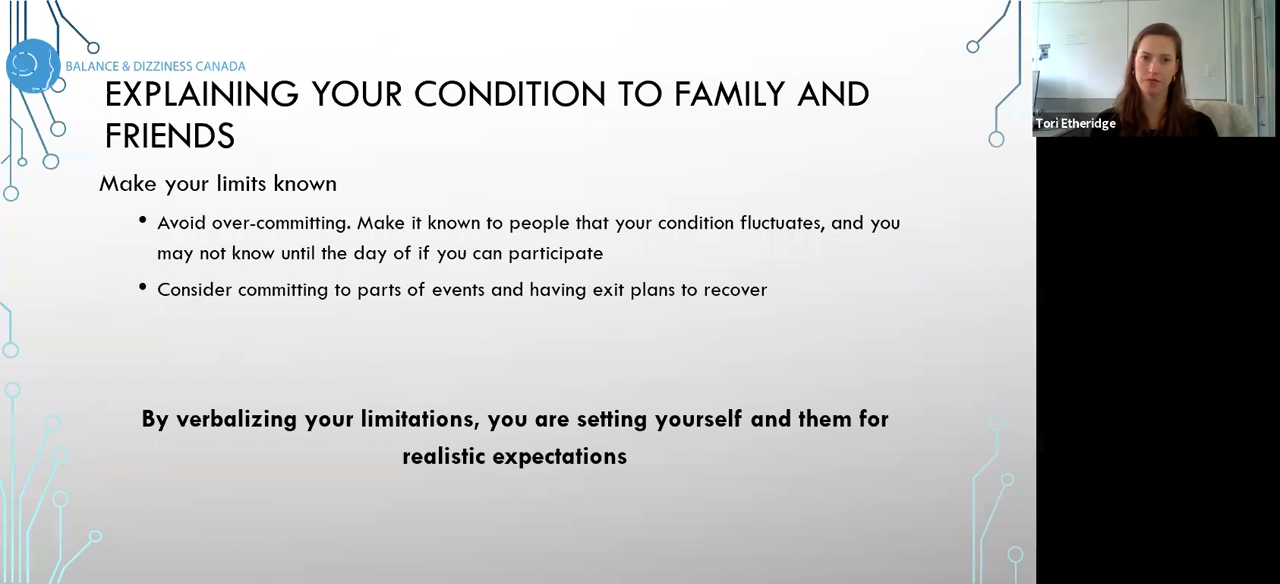 BALANCE & DIZZINESS CANADA
EXPLAINING YOUR CONDITION TO FAMILY AND
FRIENDS
Make your limits known
• Avoid over-committing. Make it known to people that your condition fluctuates, and you
may not know until the day of if you can participate
• Consider committing to parts of events and having exit plans to recover
By verbalizing your limitations, you are setting yourself and them for
realistic expectations
Tori Etheridge